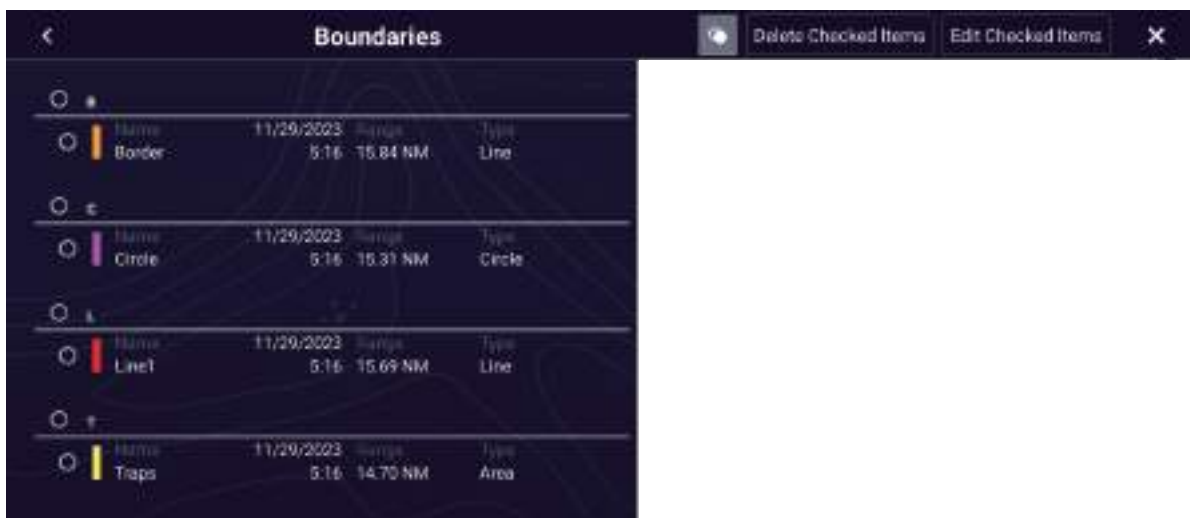 Boundaries Delete Checked Items Edit Checked Items
B
Name 11/29/2023 Range Type
Border 5:16 15.84 NM Line
C
Name 11/29/2023 Range Type
Circle 5:16 15.31 NM Circle
L
Name 11/29/2023 Range Type
Line1 5:16 15.69 NM Line
T
Name 11/29/2023 Range Type
Traps 5:16 14.70 NM Area